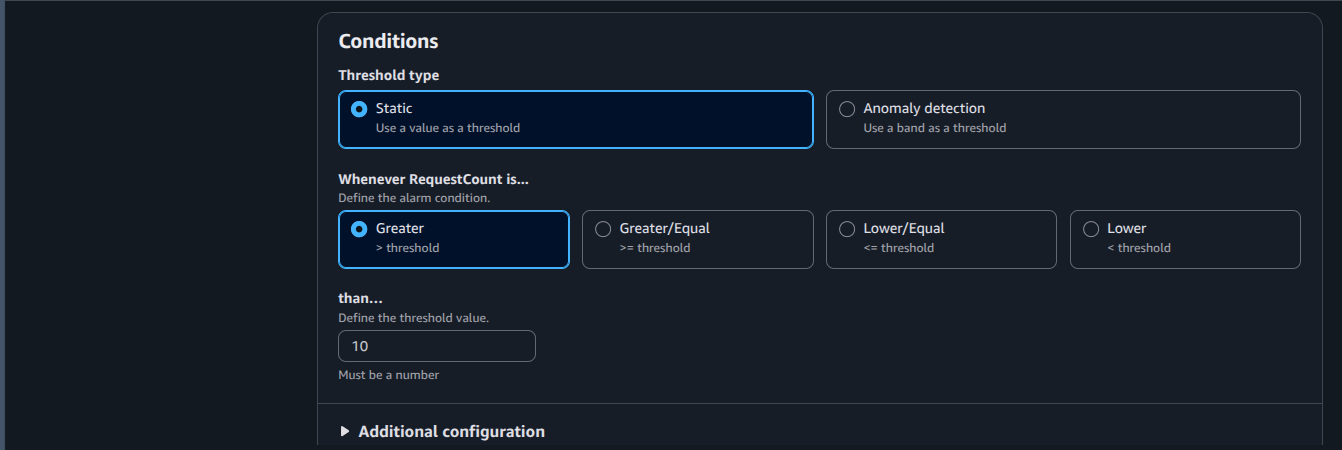 Conditions
Threshold type
Static
Use a value as a threshold
Anomaly detection
Use a band as a threshold
Whenever RequestCount is...
Define the alarm condition.
Greater
> threshold
Greater/Equal
>= threshold
Lower/Equal
<= threshold
Lower
< threshold
than...
Define the threshold value.
10
Must be a number
Additional configuration